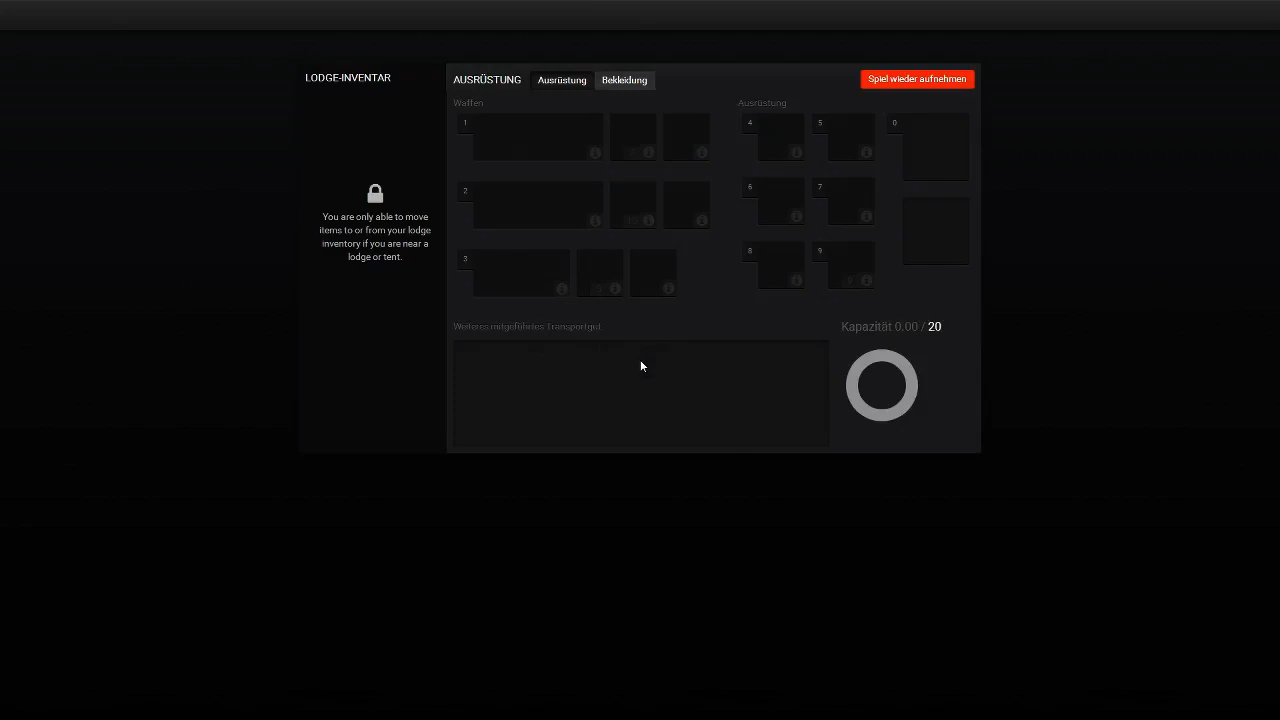 LODGE-INVENTAR
You are only able to move
items to or from your lodge
inventory if you are near a
lodge or tent.
AUSRÜSTUNG
Ausrüstung
Bekleidung
Spiel wieder aufnehmen
Waffen
Ausrüstung
1
4
5
0
2
6
7
3
8
9
Weiteres mitgeführtes Transportgut
Kapazität 0.00 / 20